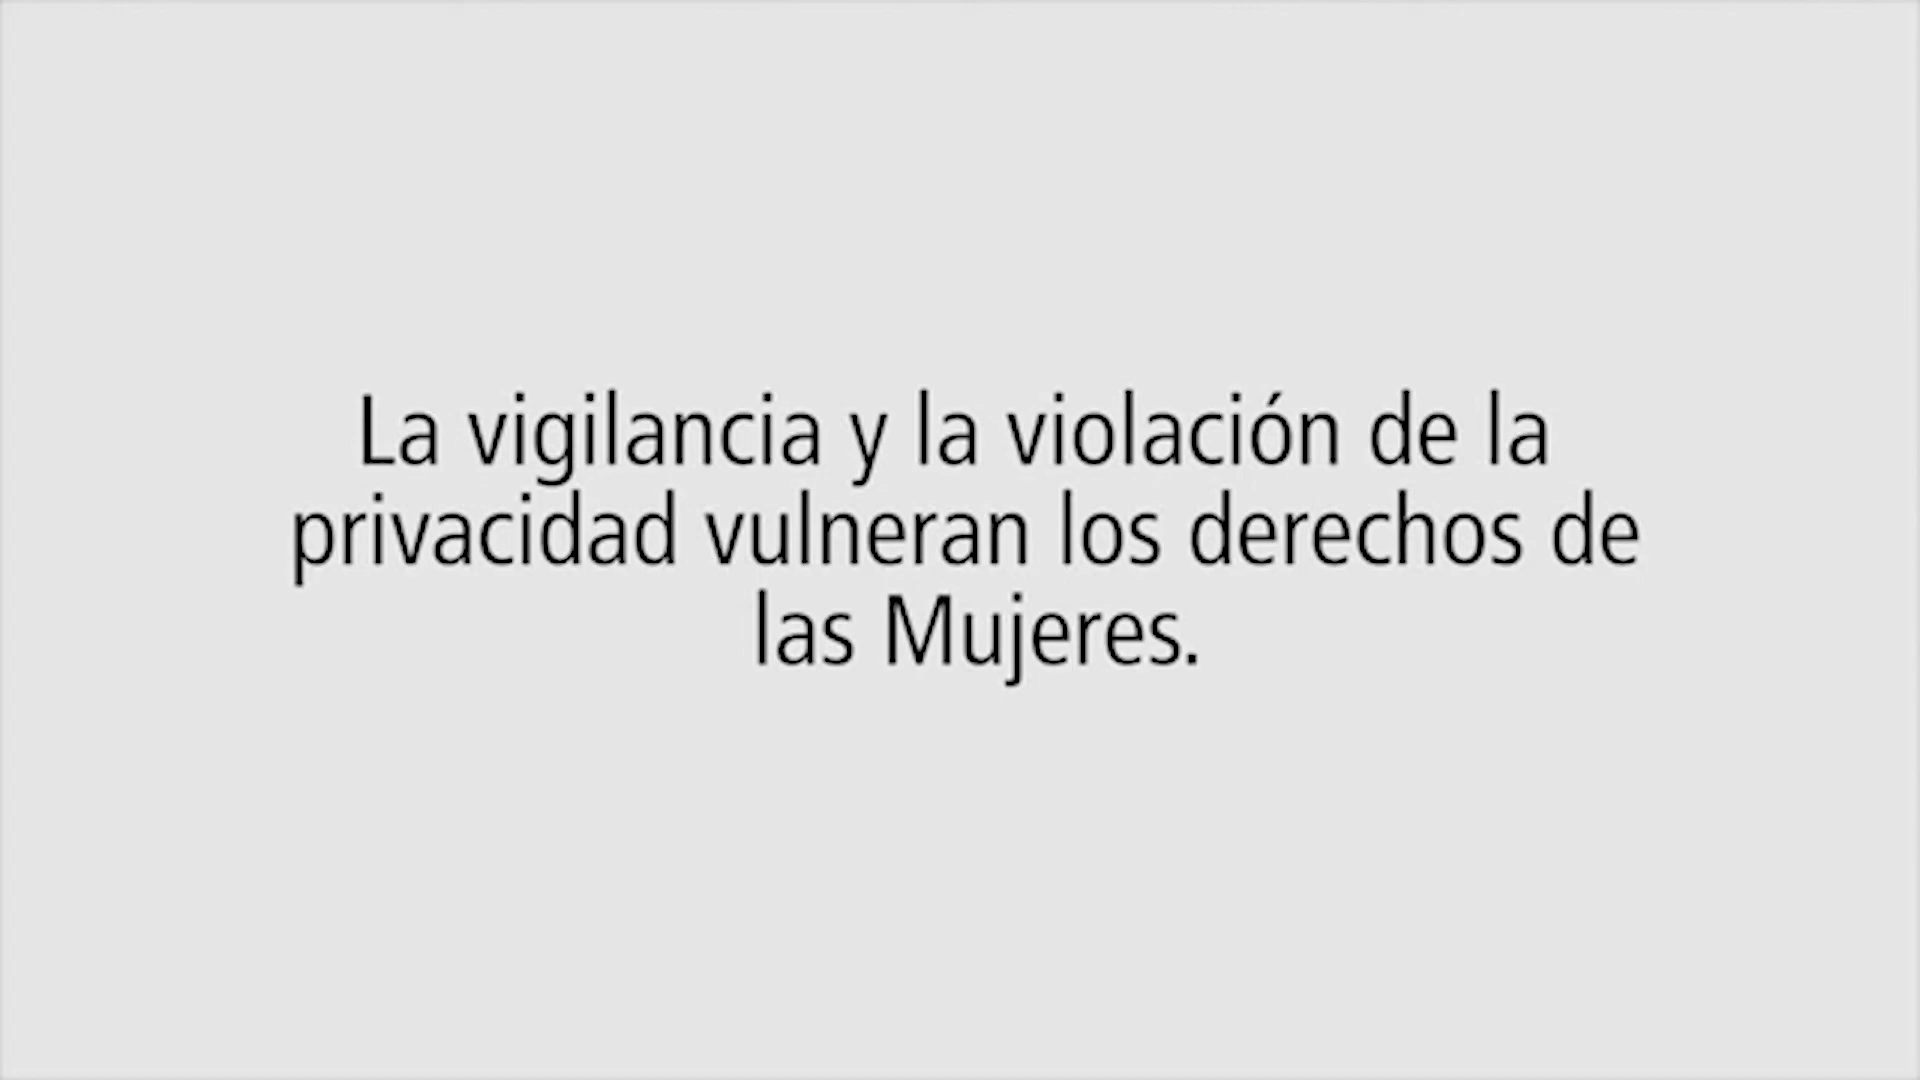 La vigilancia y la violación de la
privacidad vulneran los derechos de
las Mujeres.